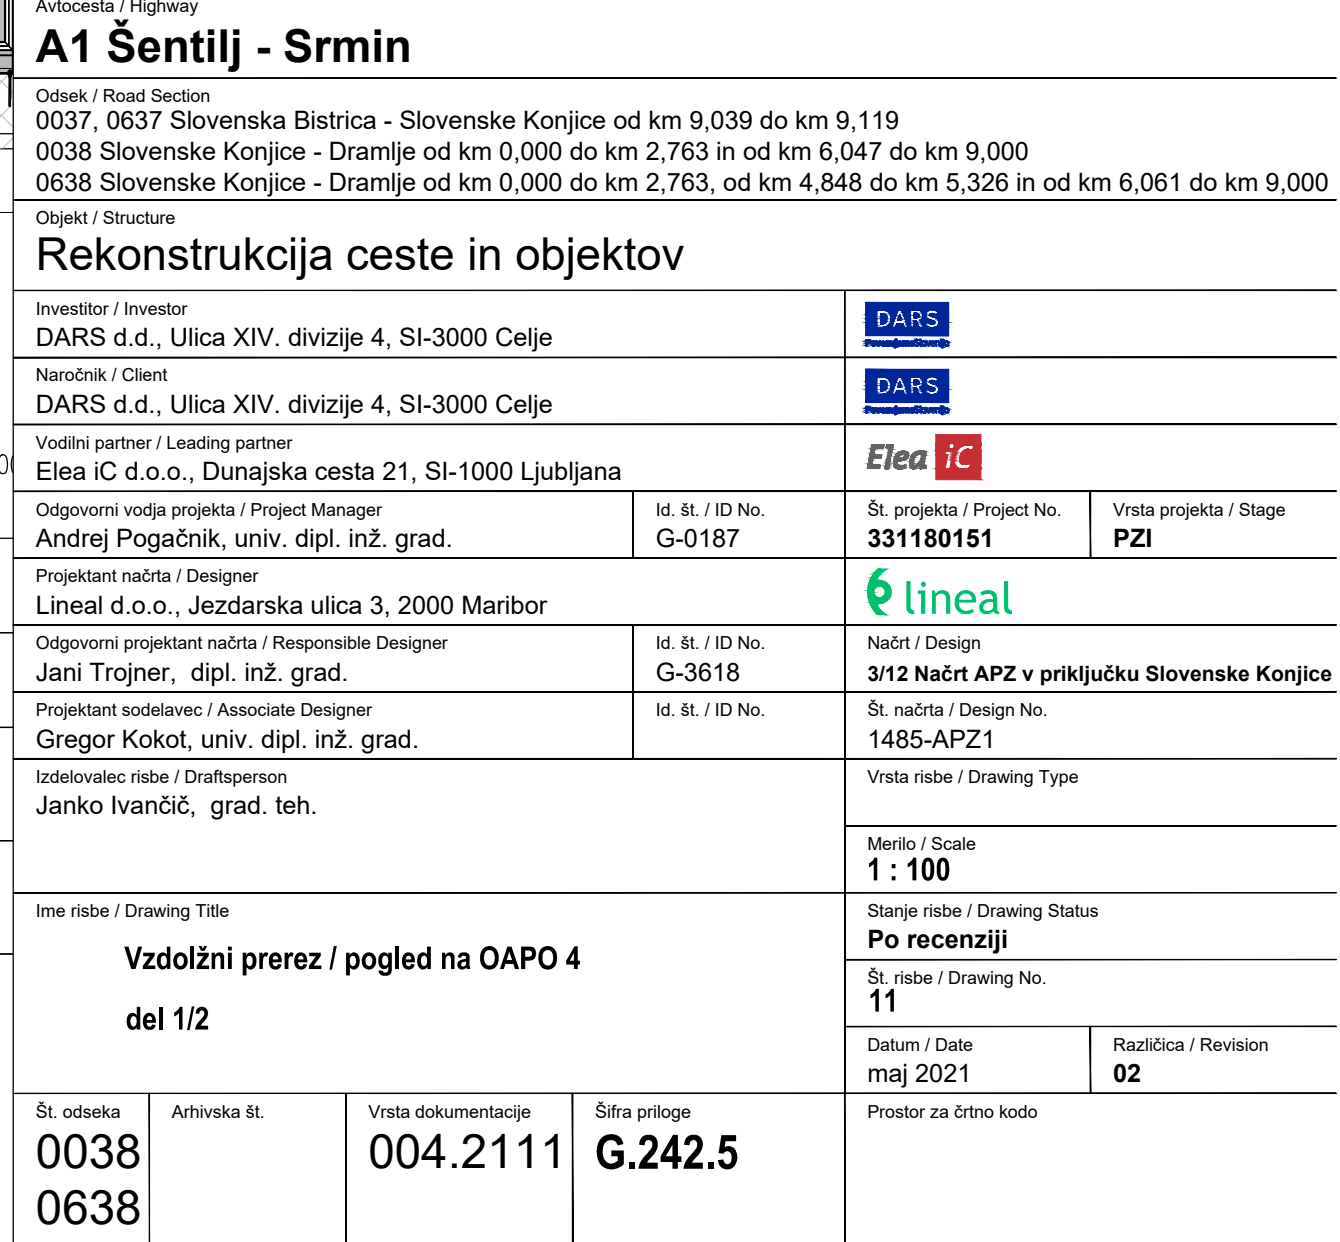 Avtocesta / Highway
A1 Šentilj - Srmin
Odsek / Road Section
0037, 0637 Slovenska Bistrica - Slovenske Konjice od km 9,039 do km 9,119
0038 Slovenske Konjice - Dramlje od km 0,000 do km 2,763 in od km 6,047 do km 9,000
0638 Slovenske Konjice - Dramlje od km 0,000 do km 2,763, od km 4,848 do km 5,326 in od km 6,061 do km 9,000
Objekt / Structure
Rekonstrukcija ceste in objektov
Investitor / Investor
DARS d.d., Ulica XIV. divizije 4, SI-3000 Celje
DARS
PovezujemoSlovenijo
Naročnik / Client
DARS d.d., Ulica XIV. divizije 4, SI-3000 Celje
DARS
PovezujemoSlovenijo
Vodilni partner / Leading partner
Elea iC d.o.o., Dunajska cesta 21, SI-1000 Ljubljana
Elea iC
Odgovorni vodja projekta / Project Manager
Andrej Pogačnik, univ. dipl. inž. grad.
Id. št. / ID No.
G-0187
Št. projekta / Project No.
331180151
Vrsta projekta / Stage
PZI
Projektant načrta / Designer
Lineal d.o.o., Jezdarska ulica 3, 2000 Maribor
lineal
Odgovorni projektant načrta / Responsible Designer
Jani Trojner, dipl. inž. grad.
Id. št. / ID No.
G-3618
Načrt / Design
3/12 Načrt APZ v priključku Slovenske Konjice
Projektant sodelavec / Associate Designer
Gregor Kokot, univ. dipl. inž. grad.
Id. št. / ID No.
Št. načrta / Design No.
1485-APZ1
Izdelovalec risbe / Draftsperson
Janko Ivančič, grad. teh.
Vrsta risbe / Drawing Type
Merilo / Scale
1 : 100
Ime risbe / Drawing Title
Vzdolžni prerez / pogled na OAPO 4
del 1/2
Stanje risbe / Drawing Status
Po recenziji
Št. risbe / Drawing No.
11
Datum / Date
maj 2021
Različica / Revision
02
Št. odseka
0038
0638
Arhivska št.
Vrsta dokumentacije
004.2111
Šifra priloge
G.242.5
Prostor za črtno kodo